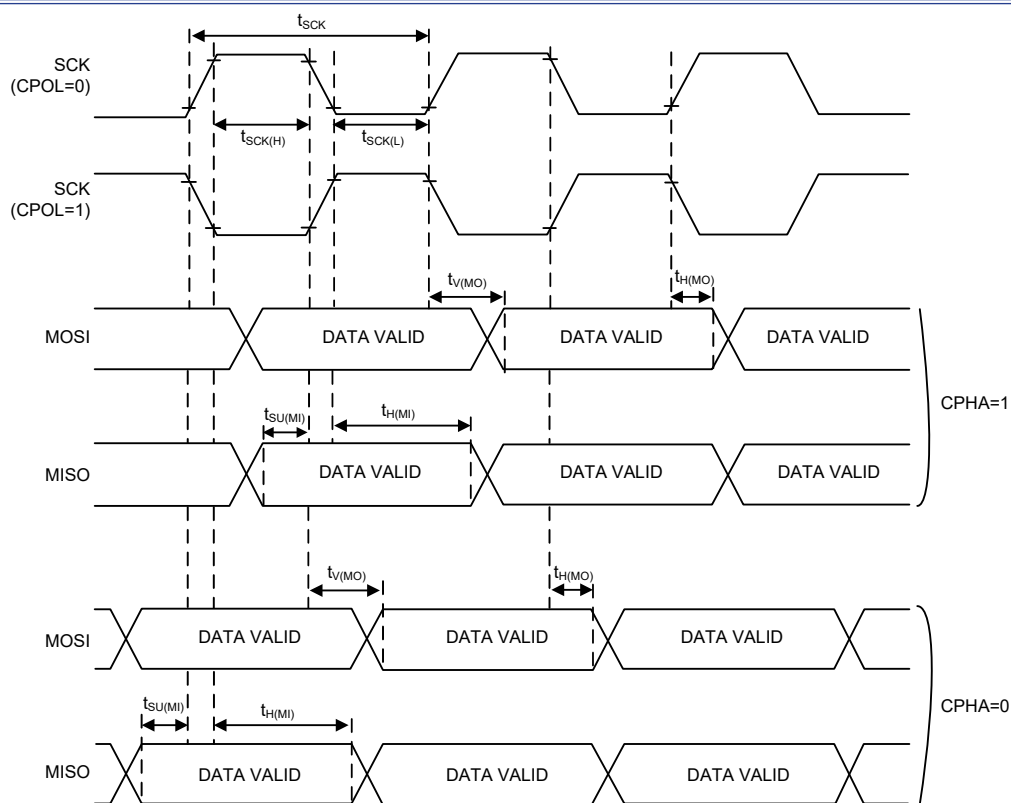 tSCK
SCK
(CPOL=0)
tSCK(H)
tSCK(L)
SCK
(CPOL=1)
tV(MO)
tH(MO)
MOSI
DATA VALID
DATA VALID
DATA VALID
CPHA=1
tSU(MI)
tH(MI)
MISO
DATA VALID
DATA VALID
DATA VALID
tV(MO)
tH(MO)
MOSI
DATA VALID
DATA VALID
DATA VALID
CPHA=0
tSU(MI)
tH(MI)
MISO
DATA VALID
DATA VALID
DATA VALID